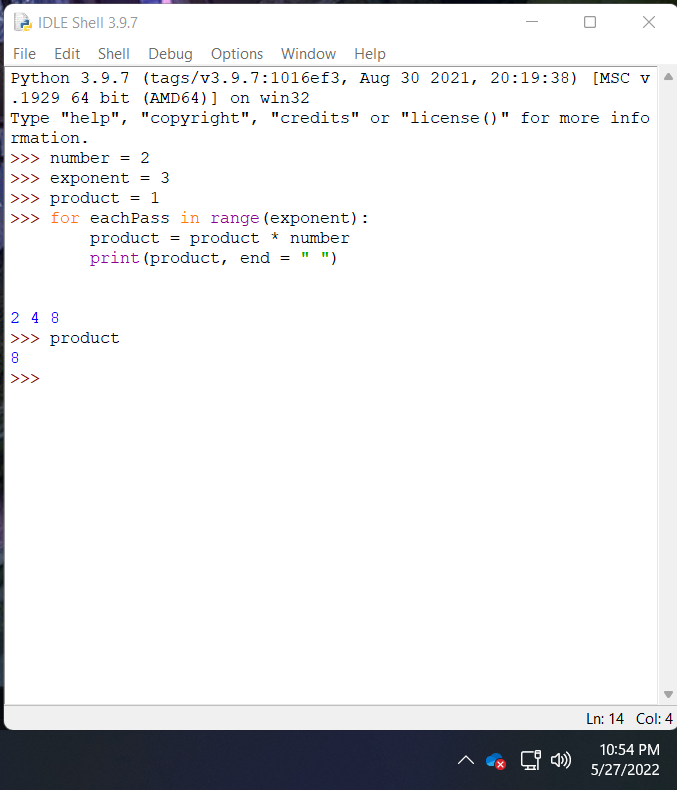 IDLE Shell 3.9.7
File Edit Shell Debug Options Window Help
Python 3.9.7 (tags/v3.9.7:1016ef3, Aug 30 2021, 20:19:38) [MSC v
.1929 64 bit (AMD64)] on win32
Type "help", "copyright", "credits" or "license()" for more info
rmation.
>>> number = 2
>>> exponent = 3
>>> product = 1
>>> for eachPass in range(exponent):
        product = product * number
        print(product, end = " ")
2 4 8
>>> product
8
>>>
Ln: 14 Col: 4
10:54 PM
5/27/2022